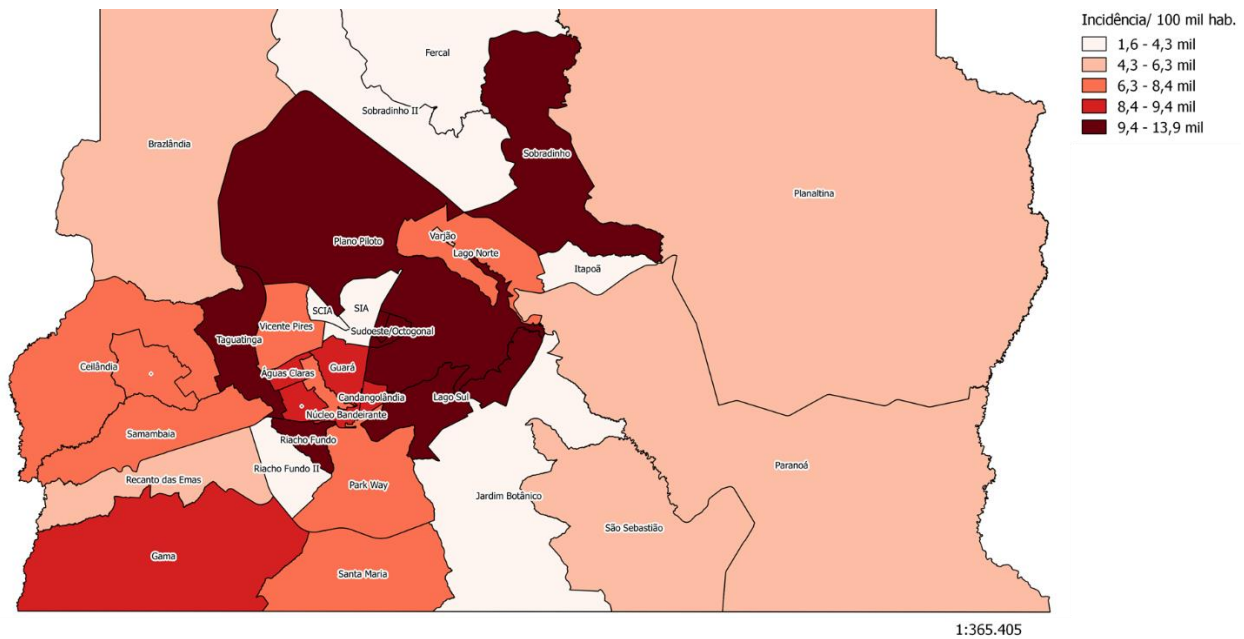 Incidência/ 100 mil hab.
1,6 - 4,3 mil
4,3 - 6,3 mil
6,3 - 8,4 mil
8,4 - 9,4 mil
9,4 - 13,9 mil
Fercal
Sobradinho II
Brazlândia
Sobradinho
Planaltina
Plano Piloto
Varjão
Lago Norte
Itapoã
SCIA
SIA
Vicente Pires
Sudoeste/Octogonal
Taguatinga
Ceilândia
Águas Claras
Guará
Candangolândia
Lago Sul
Núcleo Bandeirante
Samambaia
Riacho Fundo
Riacho Fundo II
Recanto das Emas
Park Way
Jardim Botânico
Paranoá
São Sebastião
Gama
Santa Maria
1:365.405